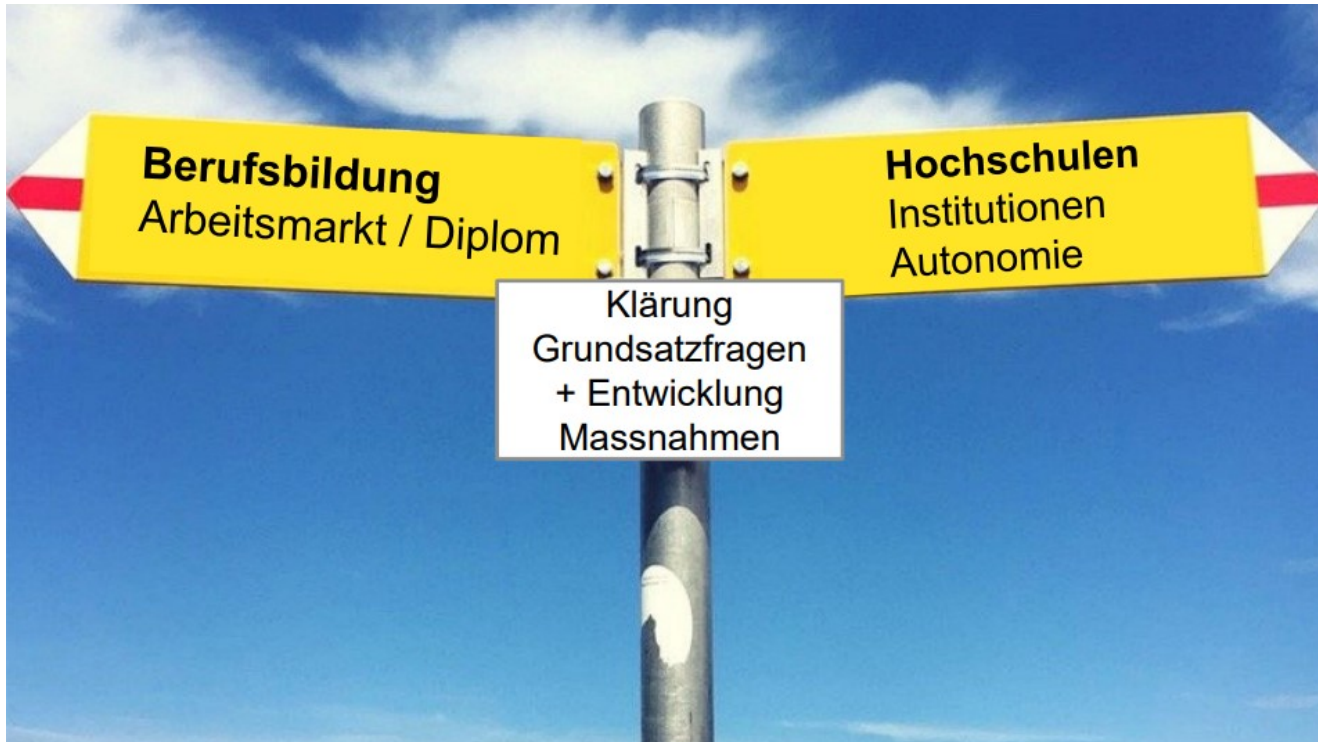 Berufsbildung
Arbeitsmarkt / Diplom
Hochschulen
Institutionen
Autonomie
Klärung
Grundsatzfragen
+ Entwicklung
Massnahmen